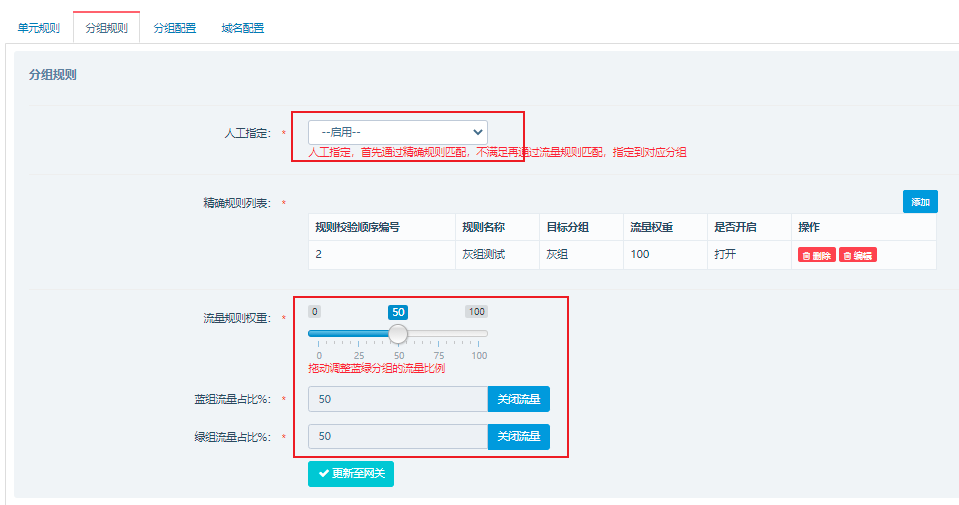 单元规则 分组规则 分组配置 域名配置
分组规则
人工指定： * --启用--
人工指定，首先通过精确规则匹配，不满足再通过流量规则匹配，指定到对应分组
精确规则列表： * 添加
规则校验顺序编号 规则名称 目标分组 流量权重 是否开启 操作
2 灰组测试 灰组 100 打开 删除 编辑
流量规则权重： * 0 50 100
0 25 50 75 100
拖动调整蓝绿分组的流量比例
蓝组流量占比%： * 50 关闭流量
绿组流量占比%： * 50 关闭流量
更新至网关